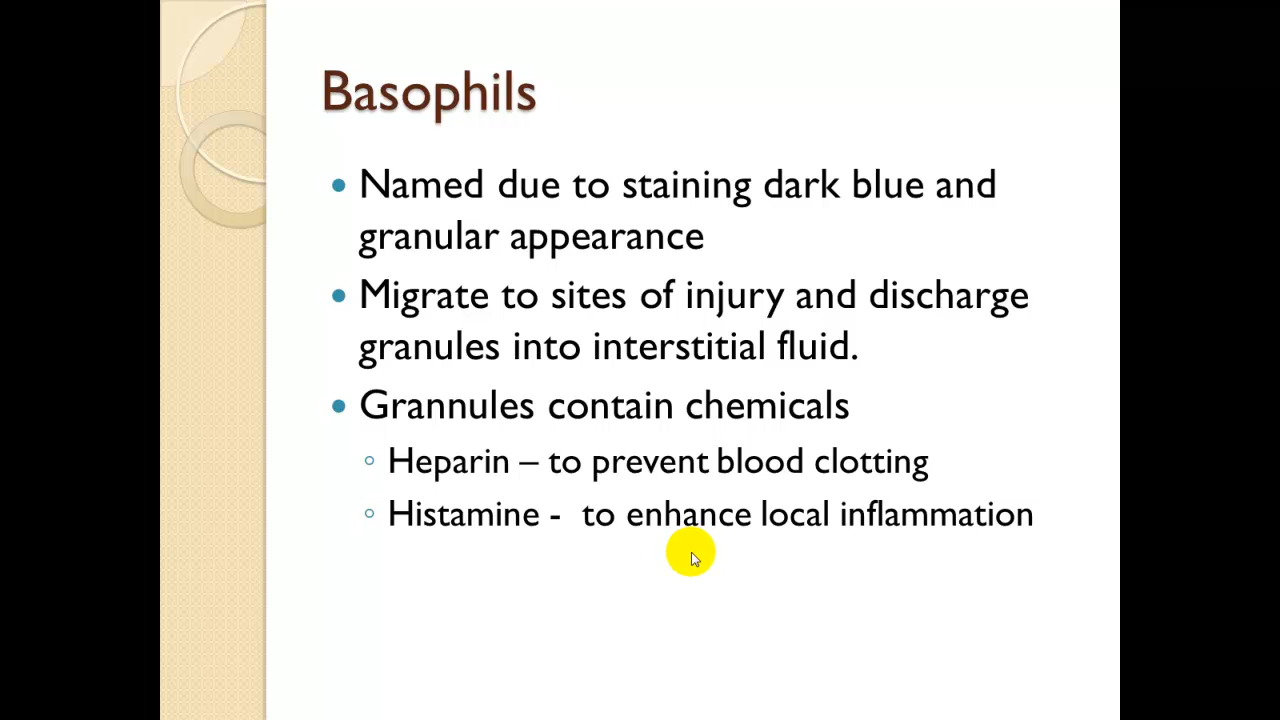 Basophils
Named due to staining dark blue and
granular appearance
Migrate to sites of injury and discharge
granules into interstitial fluid.
Grannules contain chemicals
Heparin – to prevent blood clotting
Histamine - to enhance local inflammation